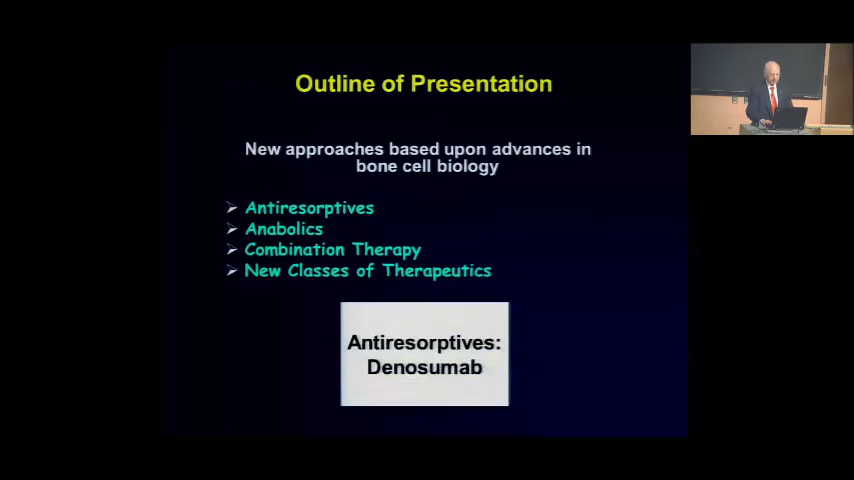 Outline of Presentation
New approaches based upon advances in
bone cell biology
Antiresorptives
Anabolics
Combination Therapy
New Classes of Therapeutics
Antiresorptives:
Denosumab